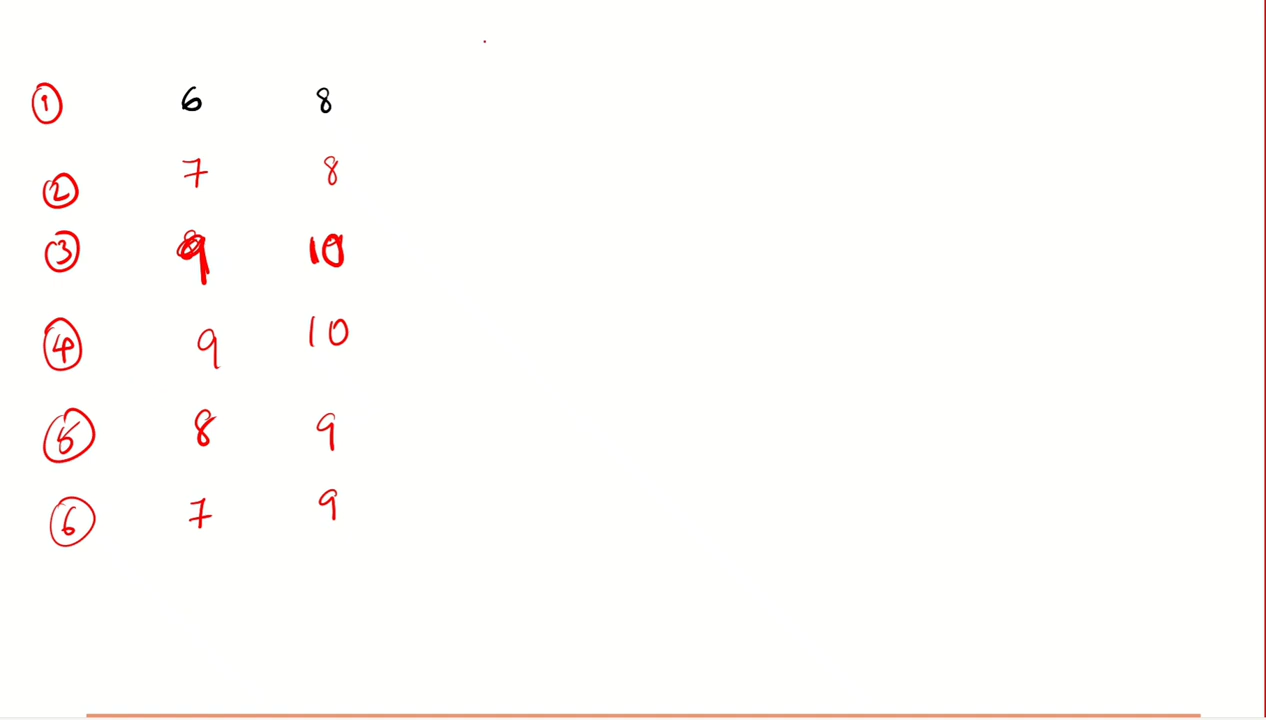 ① 6 8
② 7 8
③ 9 10
④ 9 10
⑤ 8 9
⑥ 7 9